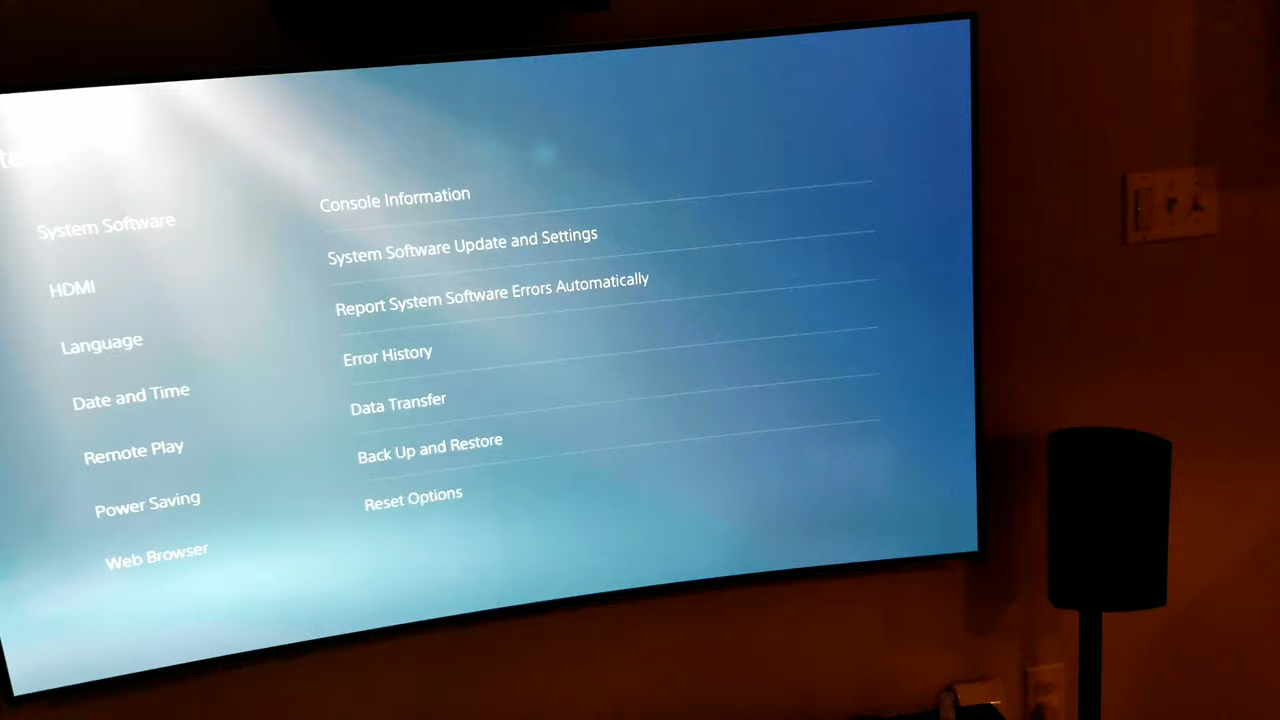 System Software
HDMI
Language
Date and Time
Remote Play
Power Saving
Web Browser
Console Information
System Software Update and Settings
Report System Software Errors Automatically
Error History
Data Transfer
Back Up and Restore
Reset Options